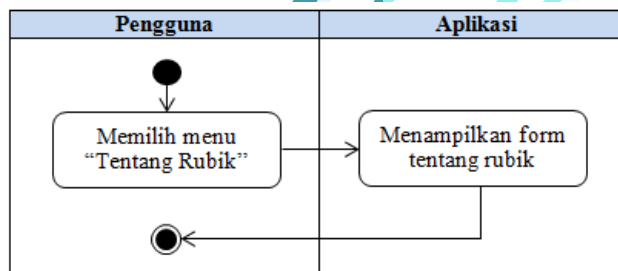 Pengguna
Aplikasi
Memilih menu
“Tentang Rubik”
Menampilkan form
tentang rubik